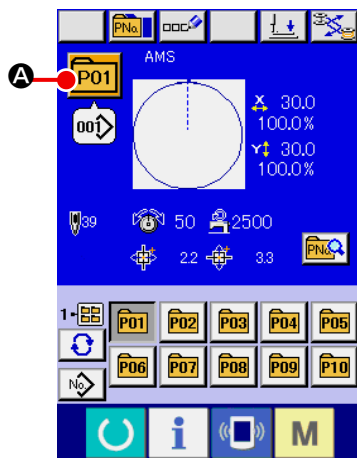 PNo.
AMS
A P01
001
X 30.0
100.0%
Y 30.0
100.0%
39 50 2500
2.2 3.3 PNo.
1- P01 P02 P03 P04 P05
No. P06 P07 P08 P09 P10
i M